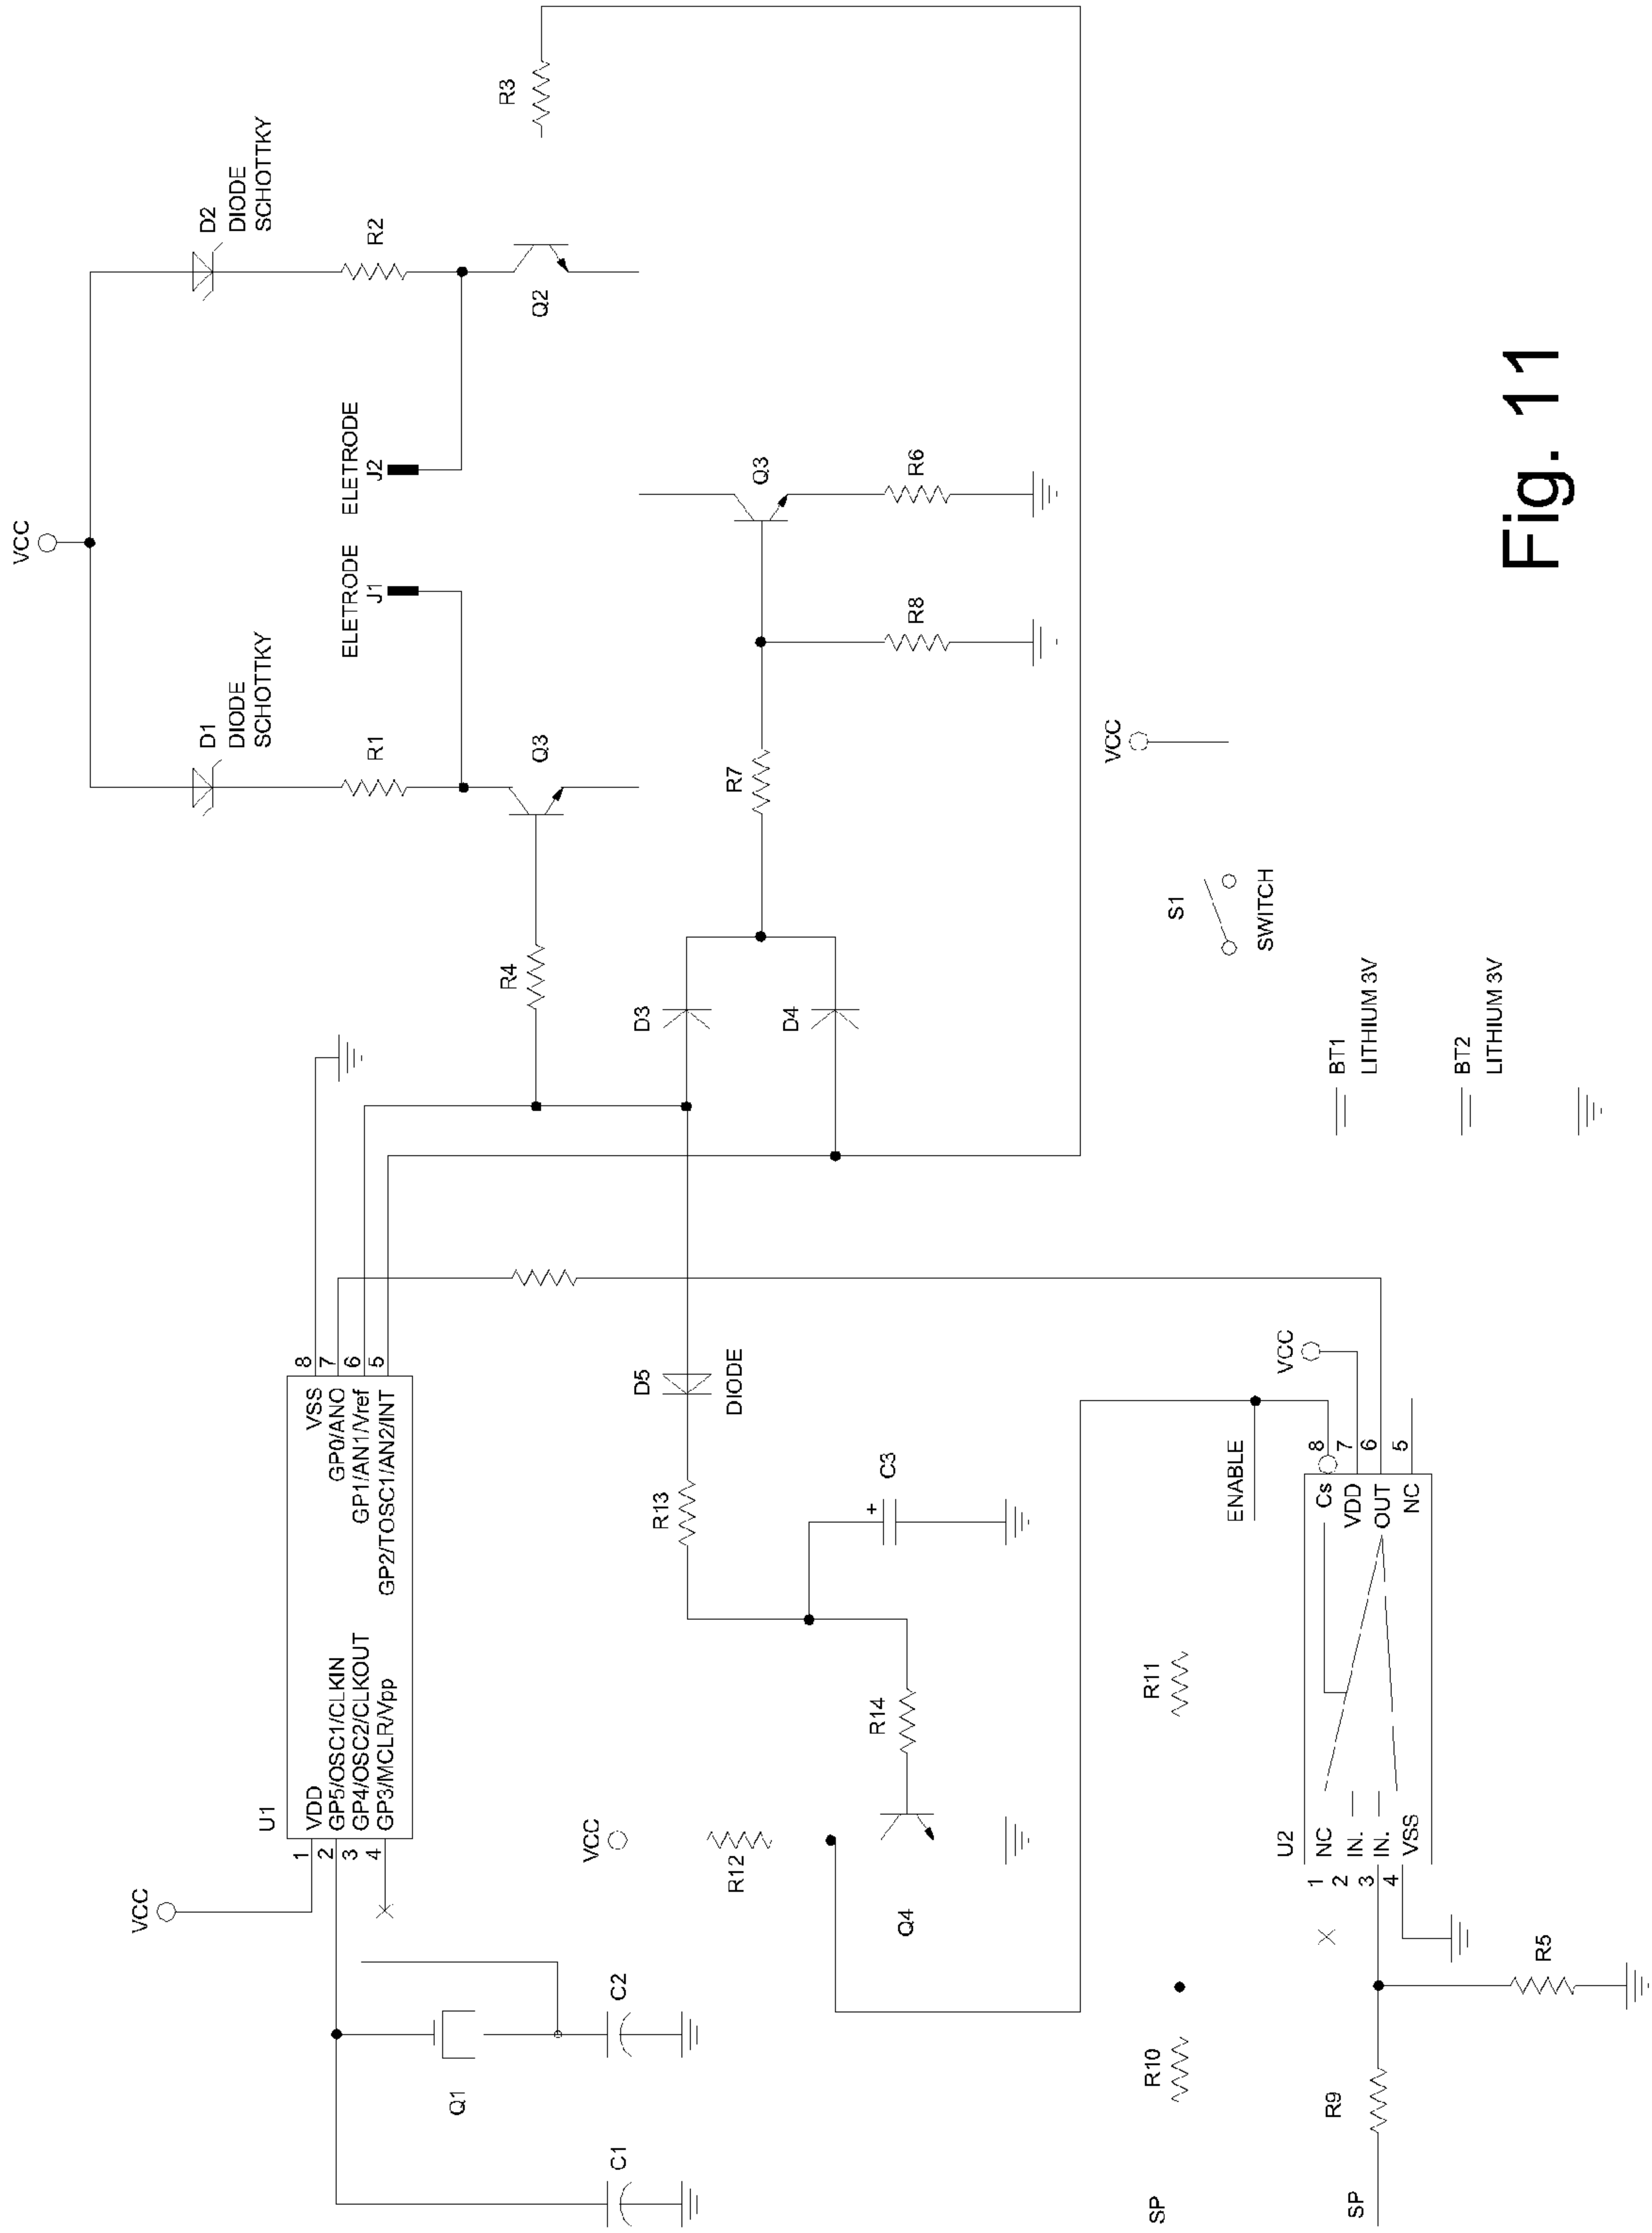 VCC
VCC
D1
DIODE
SCHOTTKY
D2
DIODE
SCHOTTKY
VCC
U1
1
2
3
4
VDD
GP5/OSC1/CLKIN
GP4/OSC2/CLKOUT
GP3/MCLR/Vpp
VSS
GP0/ANO
GP1/AN1/Vref
GP2/TOSC1/AN2/INT
8
7
6
5
R1
R2
ELETRODE
J1
ELETRODE
J2
Q1
C1
C2
R4
Q3
Q2
R3
VCC
R12
R13
D5
DIODE
D3
D4
R7
Q3
R8
R6
Q4
R14
C3
+
SP
R10
R11
VCC
S1
SWITCH
ENABLE
VCC
U2
1
2
3
4
NC
IN.
IN.
VSS
Cs
VDD
OUT
NC
8
7
6
5
SP
R9
R5
BT1
LITHIUM 3V
BT2
LITHIUM 3V
Fig. 11